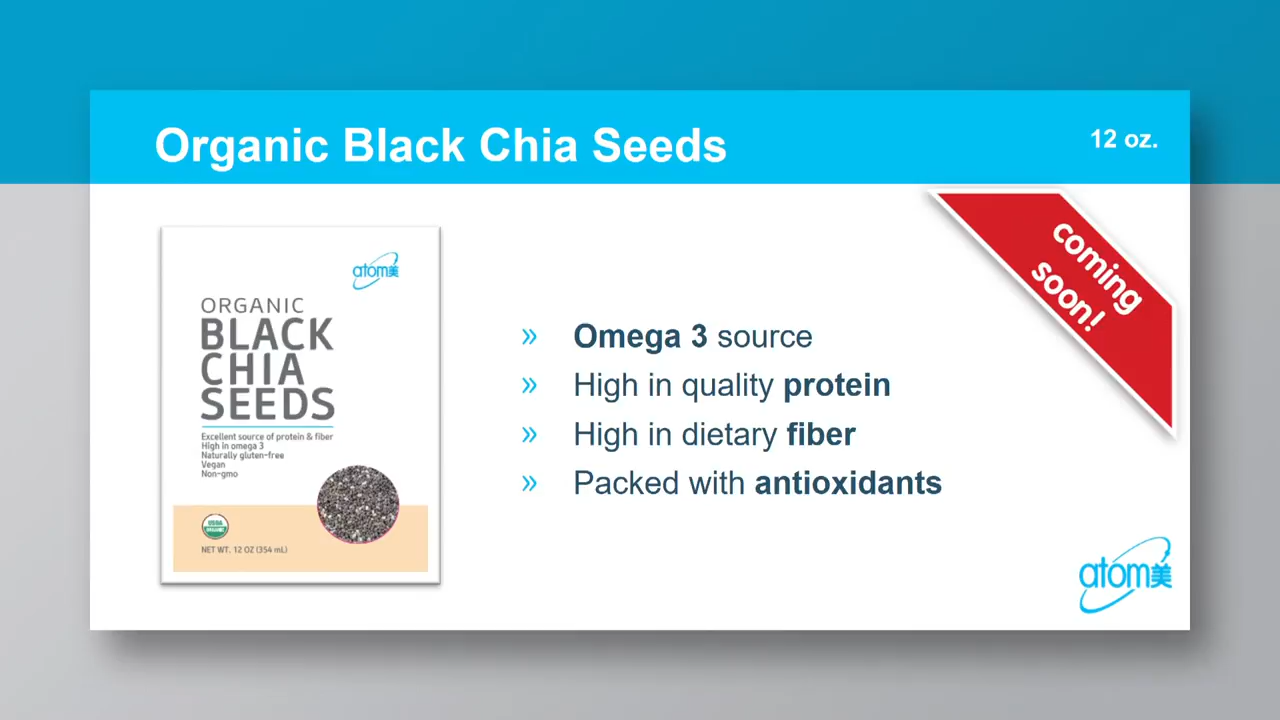 Organic Black Chia Seeds
12 oz.
coming
soon!
atom美
ORGANIC
BLACK
CHIA
SEEDS
Excellent source of protein & fiber
High in omega 3
Naturally gluten-free
Vegan
Non-gmo
USDA
ORGANIC
NET WT. 12 OZ (354 mL)
» Omega 3 source
» High in quality protein
» High in dietary fiber
» Packed with antioxidants
atom美